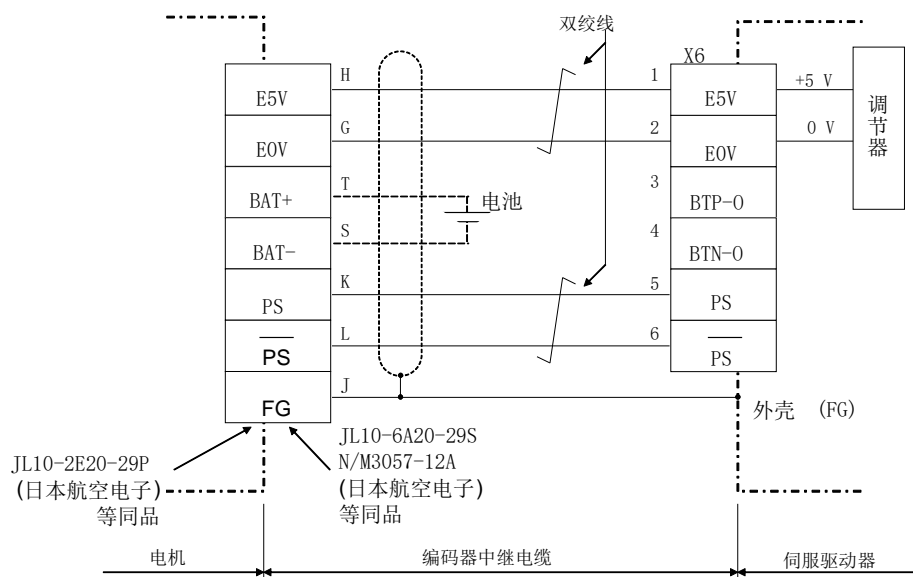 双绞线
X6
H
1
E5V
E5V
+5 V
G
2
E0V
E0V
0 V
调节器
T
3
BAT+
BTP-0
电池
S
4
BAT-
BTN-0
K
5
PS
PS
L
6
PS
PS
J
FG
外壳 (FG)
JL10-2E20-29P
(日本航空电子)
等同品
JL10-6A20-29S
N/M3057-12A
(日本航空电子)
等同品
电机
编码器中继电缆
伺服驱动器